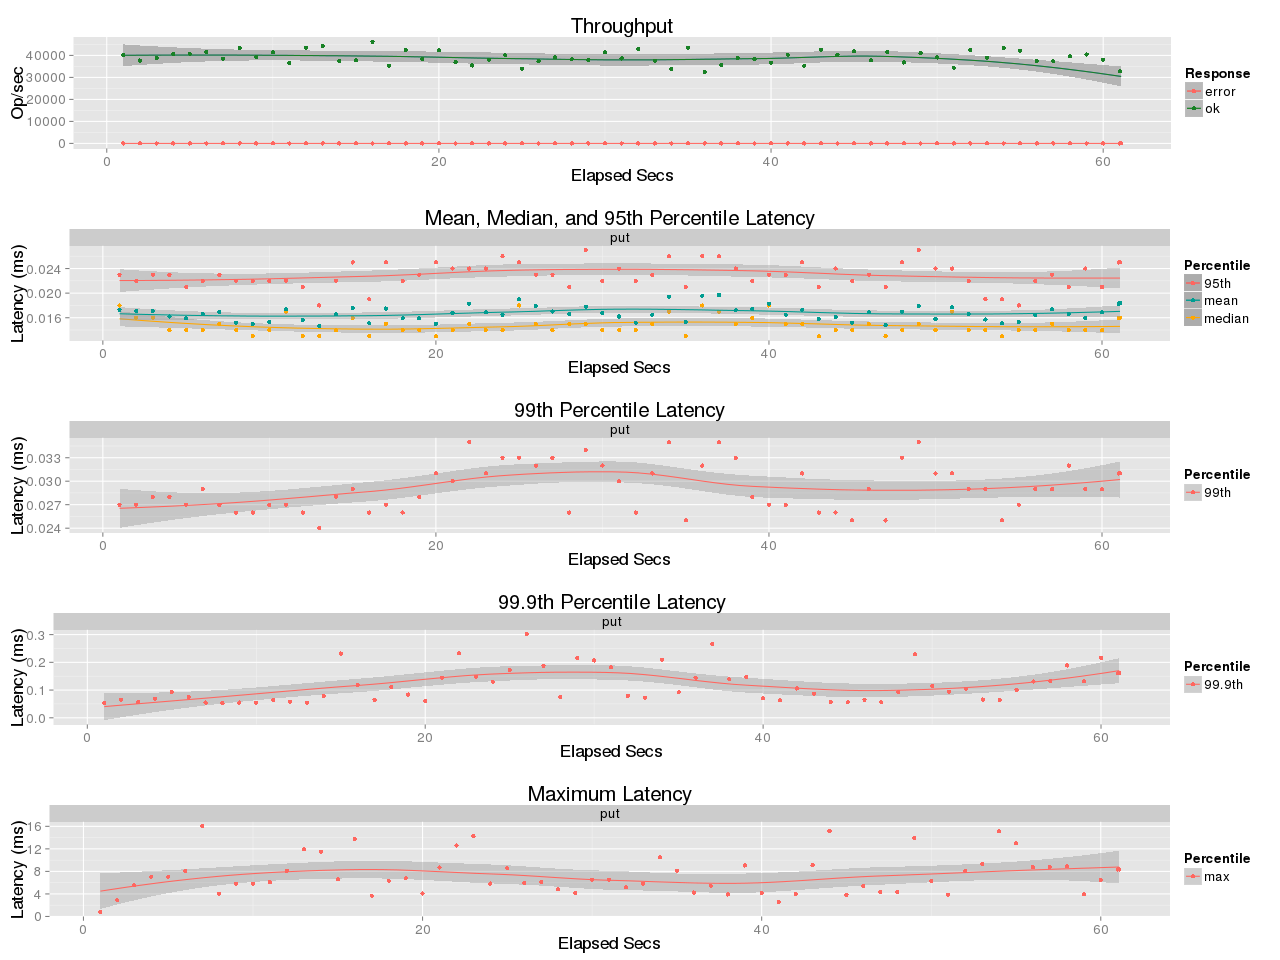 Throughput
Op/sec
40000
30000
20000
10000
0
0 20 40 60
Elapsed Secs
Response
error
ok
Mean, Median, and 95th Percentile Latency
put
Latency (ms)
0.024
0.020
0.016
0 20 40 60
Elapsed Secs
Percentile
95th
mean
median
99th Percentile Latency
put
Latency (ms)
0.033
0.030
0.027
0.024
0 20 40 60
Elapsed Secs
Percentile
99th
99.9th Percentile Latency
put
Latency (ms)
0.3
0.2
0.1
0.0
0 20 40 60
Elapsed Secs
Percentile
99.9th
Maximum Latency
put
Latency (ms)
16
12
8
4
0
0 20 40 60
Elapsed Secs
Percentile
max